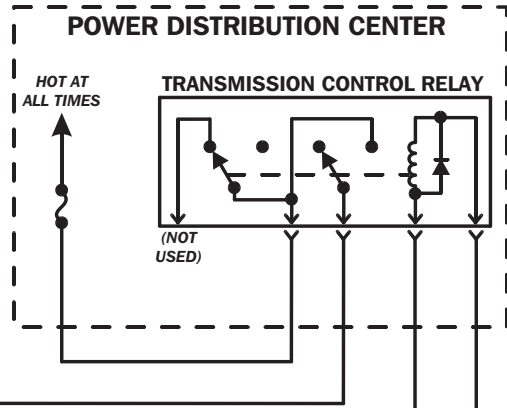 POWER DISTRIBUTION CENTER
HOT AT
ALL TIMES
TRANSMISSION CONTROL RELAY
(NOT
USED)